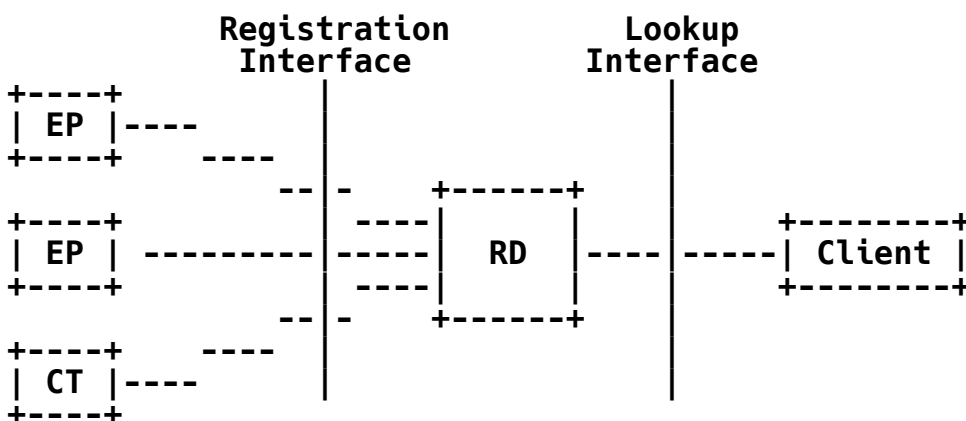 Registration Lookup
Interface Interface
EP
EP RD Client
CT